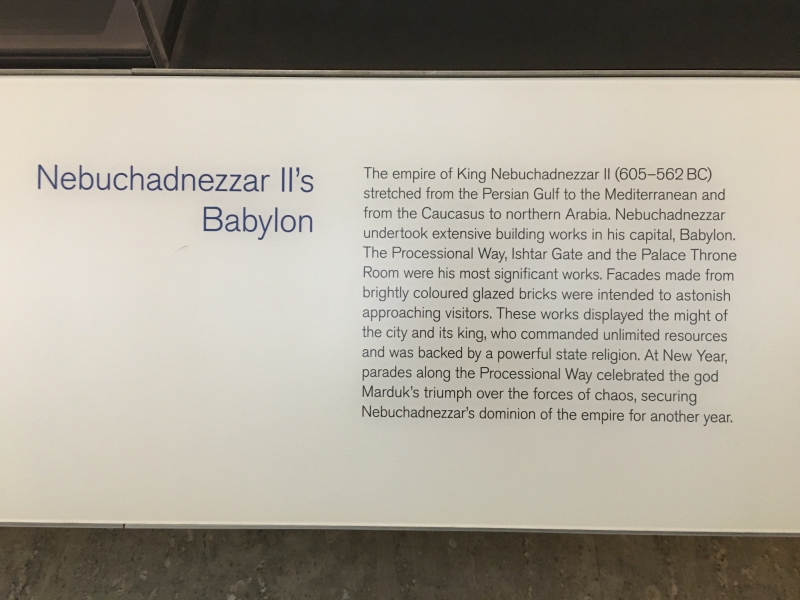 Nebuchadnezzar II's
Babylon
The empire of King Nebuchadnezzar II (605–562 BC)
stretched from the Persian Gulf to the Mediterranean and
from the Caucasus to northern Arabia. Nebuchadnezzar
undertook extensive building works in his capital, Babylon.
The Processional Way, Ishtar Gate and the Palace Throne
Room were his most significant works. Facades made from
brightly coloured glazed bricks were intended to astonish
approaching visitors. These works displayed the might of
the city and its king, who commanded unlimited resources
and was backed by a powerful state religion. At New Year,
parades along the Processional Way celebrated the god
Marduk's triumph over the forces of chaos, securing
Nebuchadnezzar's dominion of the empire for another year.